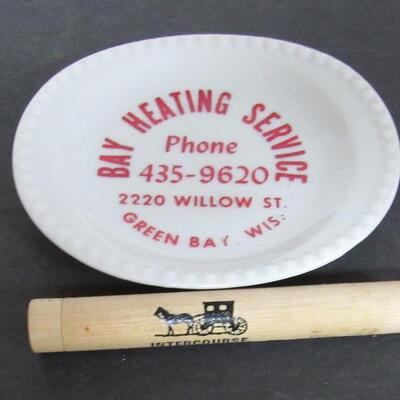 BAY HEATING SERVICE
Phone
435-9620
2220 WILLOW ST.
GREEN BAY, WIS.
INTERCOURSE